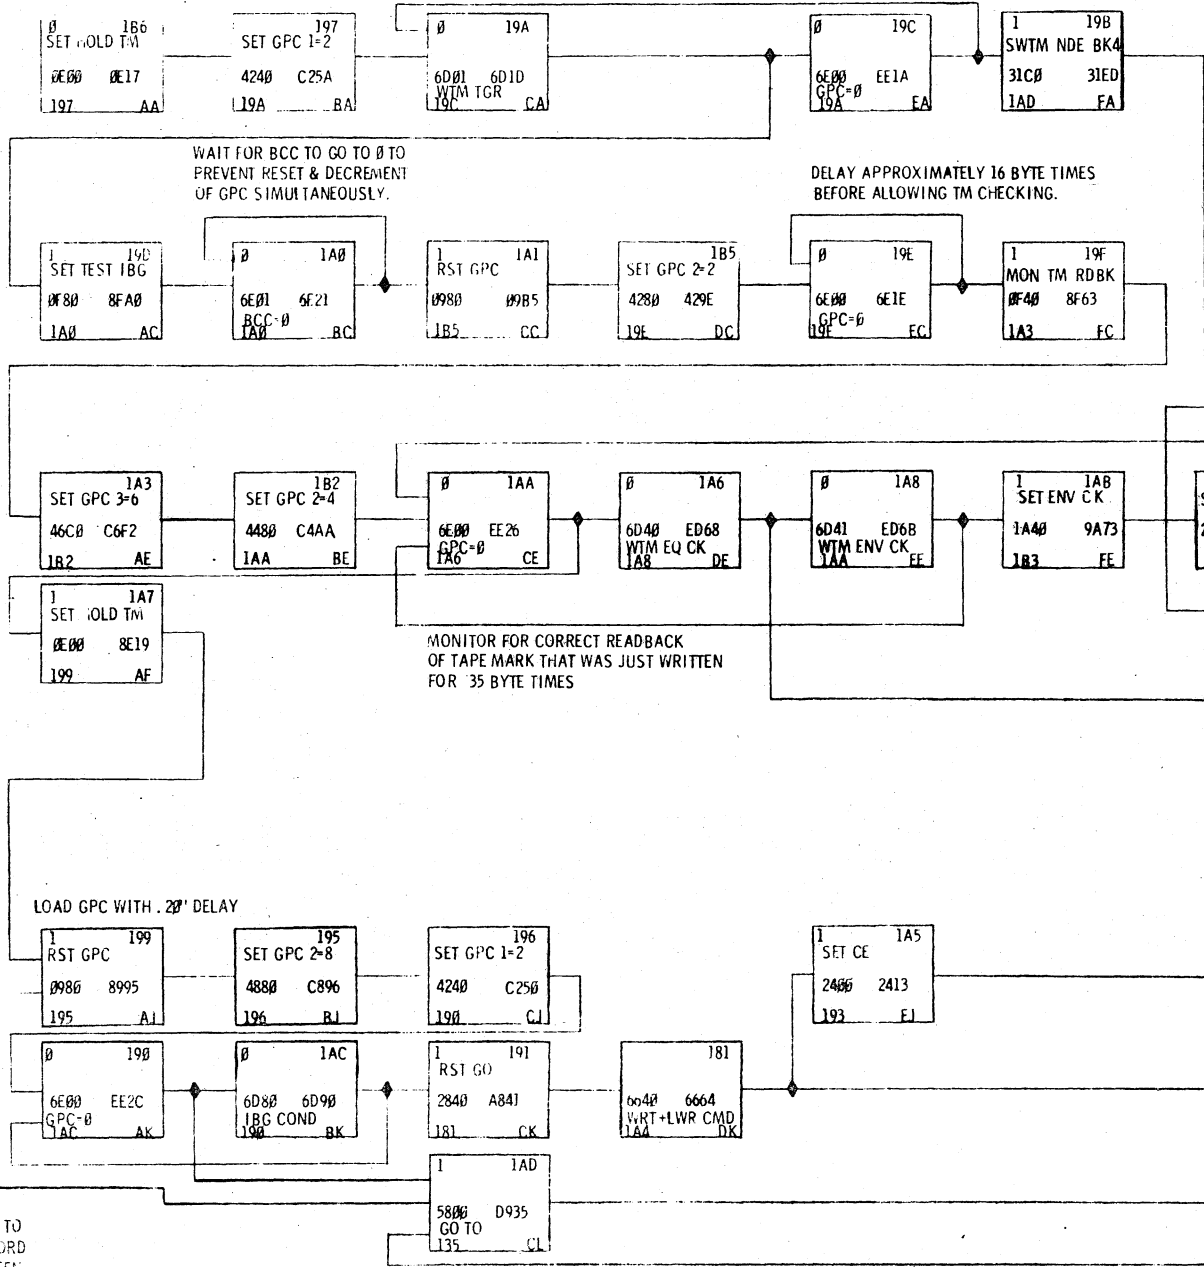 Ø 1B6
SET HOLD TM
ØE00 ØE17
197 AA
197
SET GPC 1=2
4240 C25A
19A BA
Ø 19A
6DØ1 6D1D
WTM TGR
19C CA
Ø 19C
6EØØ EE1A
GPC=Ø
19A EA
1 19B
SWTM NDE BK4
31CØ 31ED
1AD FA
WAIT FOR BCC TO GO TO Ø TO
PREVENT RESET & DECREMENT
OF GPC SIMULTANEOUSLY.
DELAY APPROXIMATELY 16 BYTE TIMES
BEFORE ALLOWING TM CHECKING.
1 19D
SET TEST IBG
ØF8Ø 8FAØ
1AØ AC
Ø 1AØ
6EØ1 6E21
BCC=Ø
1AØ BC
1 1A1
RST GPC
Ø98Ø Ø9B5
1B5 CC
1B5
SET GPC 2=2
428Ø 429E
19E DC
Ø 19E
6EØØ 6E1E
GPC=Ø
19E EC
1 19F
MON TM RDBK
ØF4Ø 8F63
1A3 FC
1A3
SET GPC 3=6
46CØ C6F2
1B2 AE
1B2
SET GPC 2=4
448Ø C4AA
1AA BE
Ø 1AA
6EØØ EE26
GPC=Ø
1A6 CE
Ø 1A6
6D4Ø ED68
WTM EQ CK
1A8 DE
Ø 1A8
6D41 ED6B
WTM ENV CK
1AA EE
1 1AB
SET ENV CK
1A4Ø 9A73
1B3 FE
1 1A7
SET HOLD TM
ØEØØ 8E19
199 AF
MONITOR FOR CORRECT READBACK
OF TAPE MARK THAT WAS JUST WRITTEN
FOR 35 BYTE TIMES
LOAD GPC WITH .2Ø" DELAY
1 199
RST GPC
Ø98Ø 8995
195 AJ
195
SET GPC 2=8
488Ø C896
196 BJ
196
SET GPC 1=2
424Ø C25Ø
19Ø CJ
1 1A5
SET CE
24ØØ 2413
193 EJ
Ø 19Ø
6EØØ EE2C
GPC=Ø
1AC AK
Ø 1AC
6D8Ø 6D9Ø
IBG COND
19Ø BK
1 191
RST GO
284Ø A841
181 CK
181
664Ø 6664
WRT+LWR CMD
1A4 DK
1 1AD
58ØØ D935
GO TO
135 CL
TO